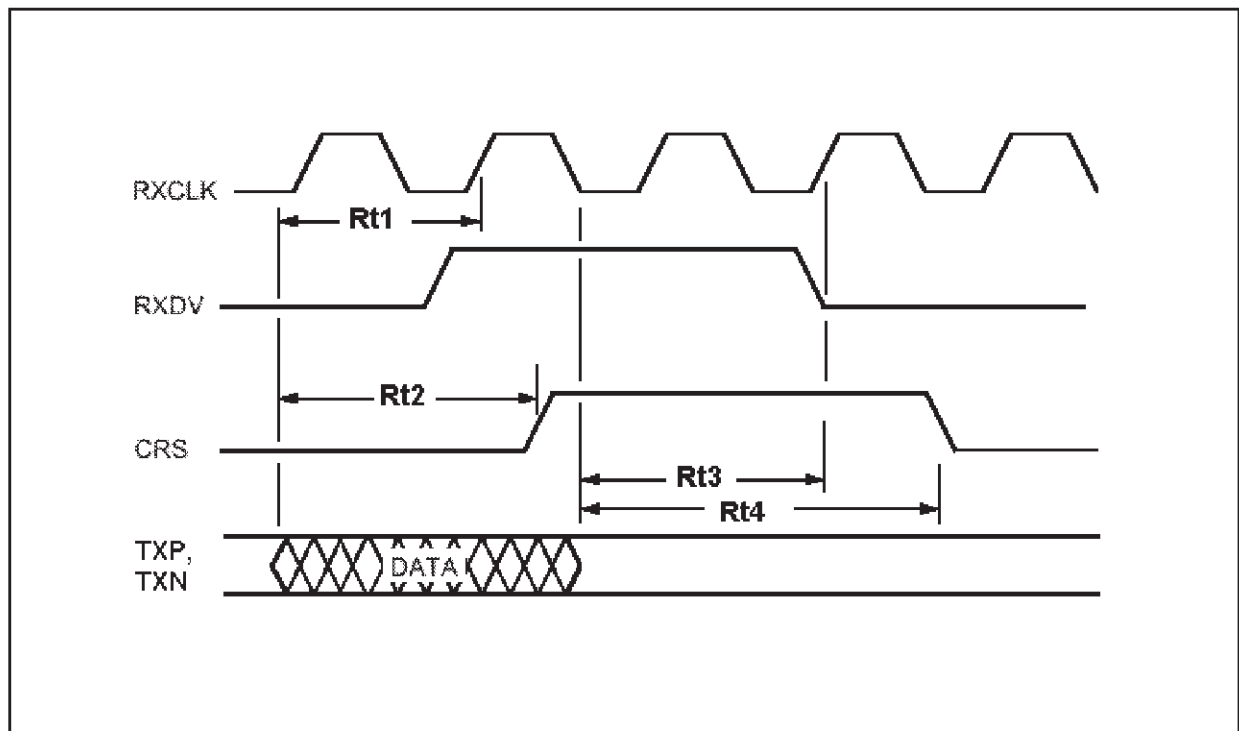 RXCLK
Rt1
RXDV
Rt2
CRS
Rt3
Rt4
TXP,
TXN
DATA